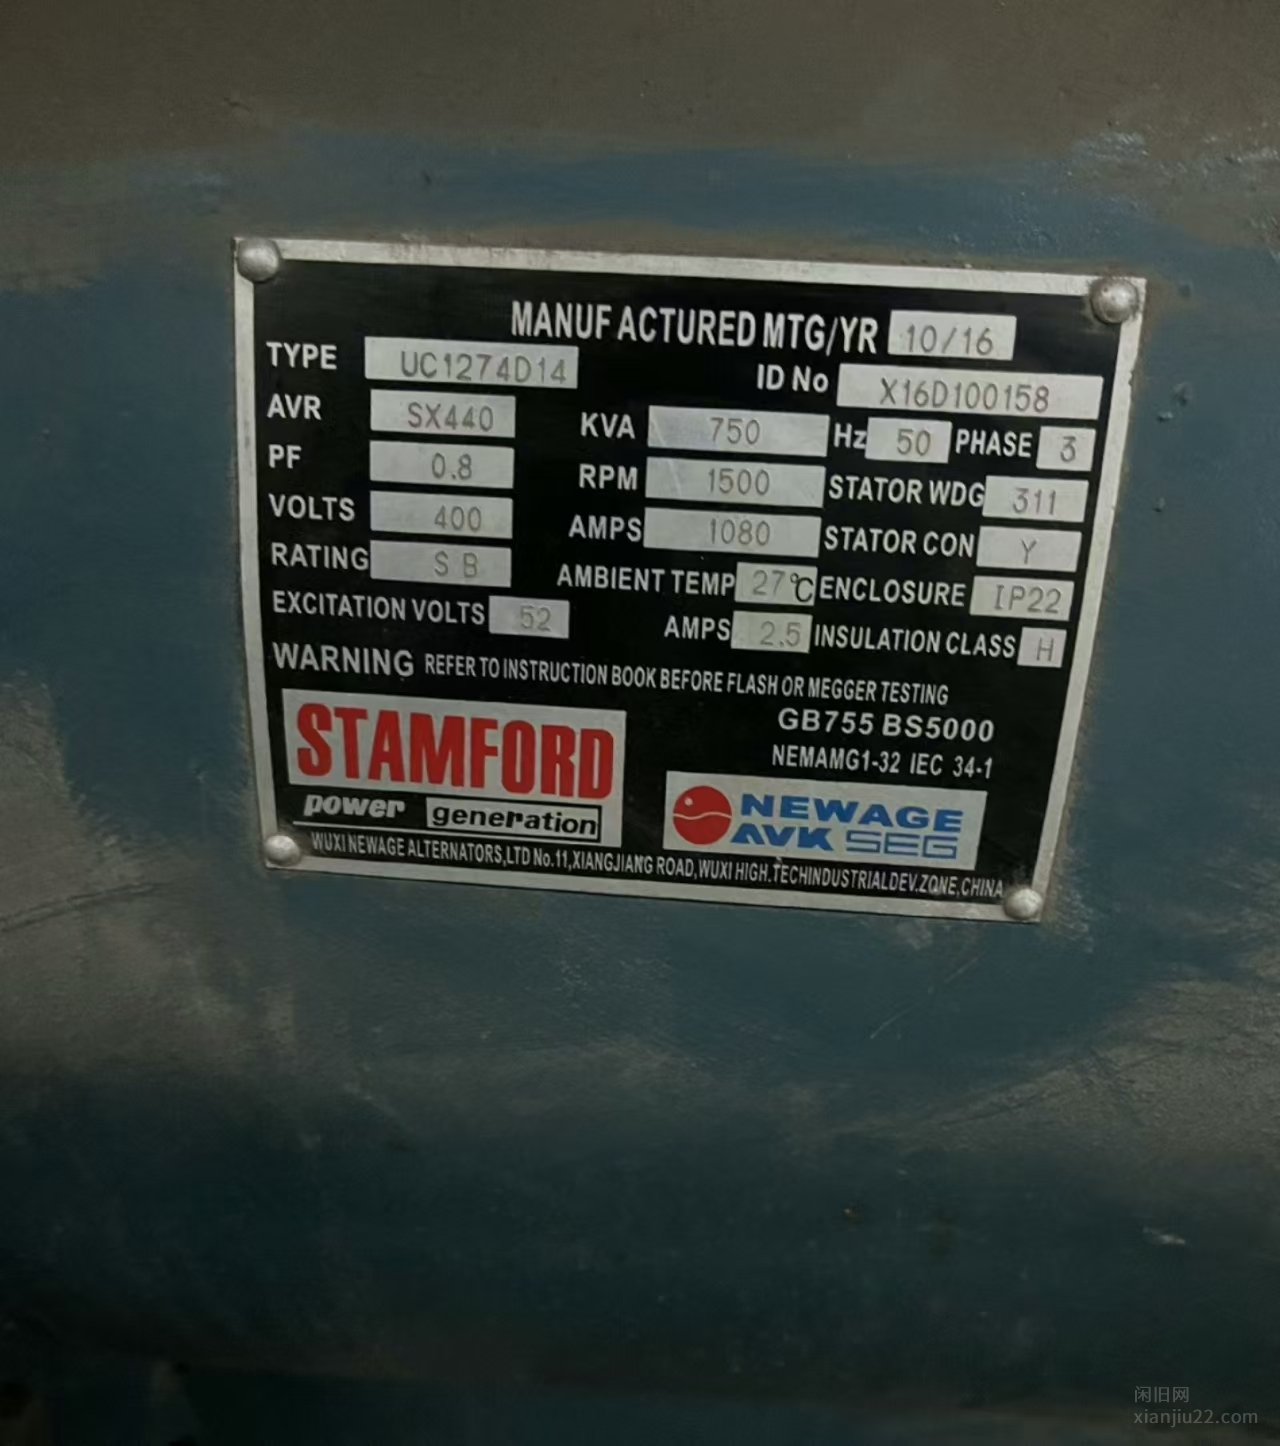 MANUFACTURED MTG/YR 10/16
TYPE UC1274D14 ID No X16D100158
AVR SX440 KVA 750 Hz 50 PHASE 3
PF 0.8 RPM 1500 STATOR WDG 311
VOLTS 400 AMPS 1080 STATOR CON Y
RATING S B AMBIENT TEMP 27℃ ENCLOSURE IP22
EXCITATION VOLTS 52 AMPS 2.5 INSULATION CLASS H
WARNING REFER TO INSTRUCTION BOOK BEFORE FLASH OR MEGGER TESTING
GB755 BS5000
NEMAMG1-32 IEC 34-1
STAMFORD
power generation
NEWAGE
AVK SEG
WUXI NEWAGE ALTERNATORS,LTD No.11,XIANGJIANG ROAD,WUXI HIGH.TECHINDUSTRIALDEV.ZONE,CHINA
闲旧网
xianjiu22.com